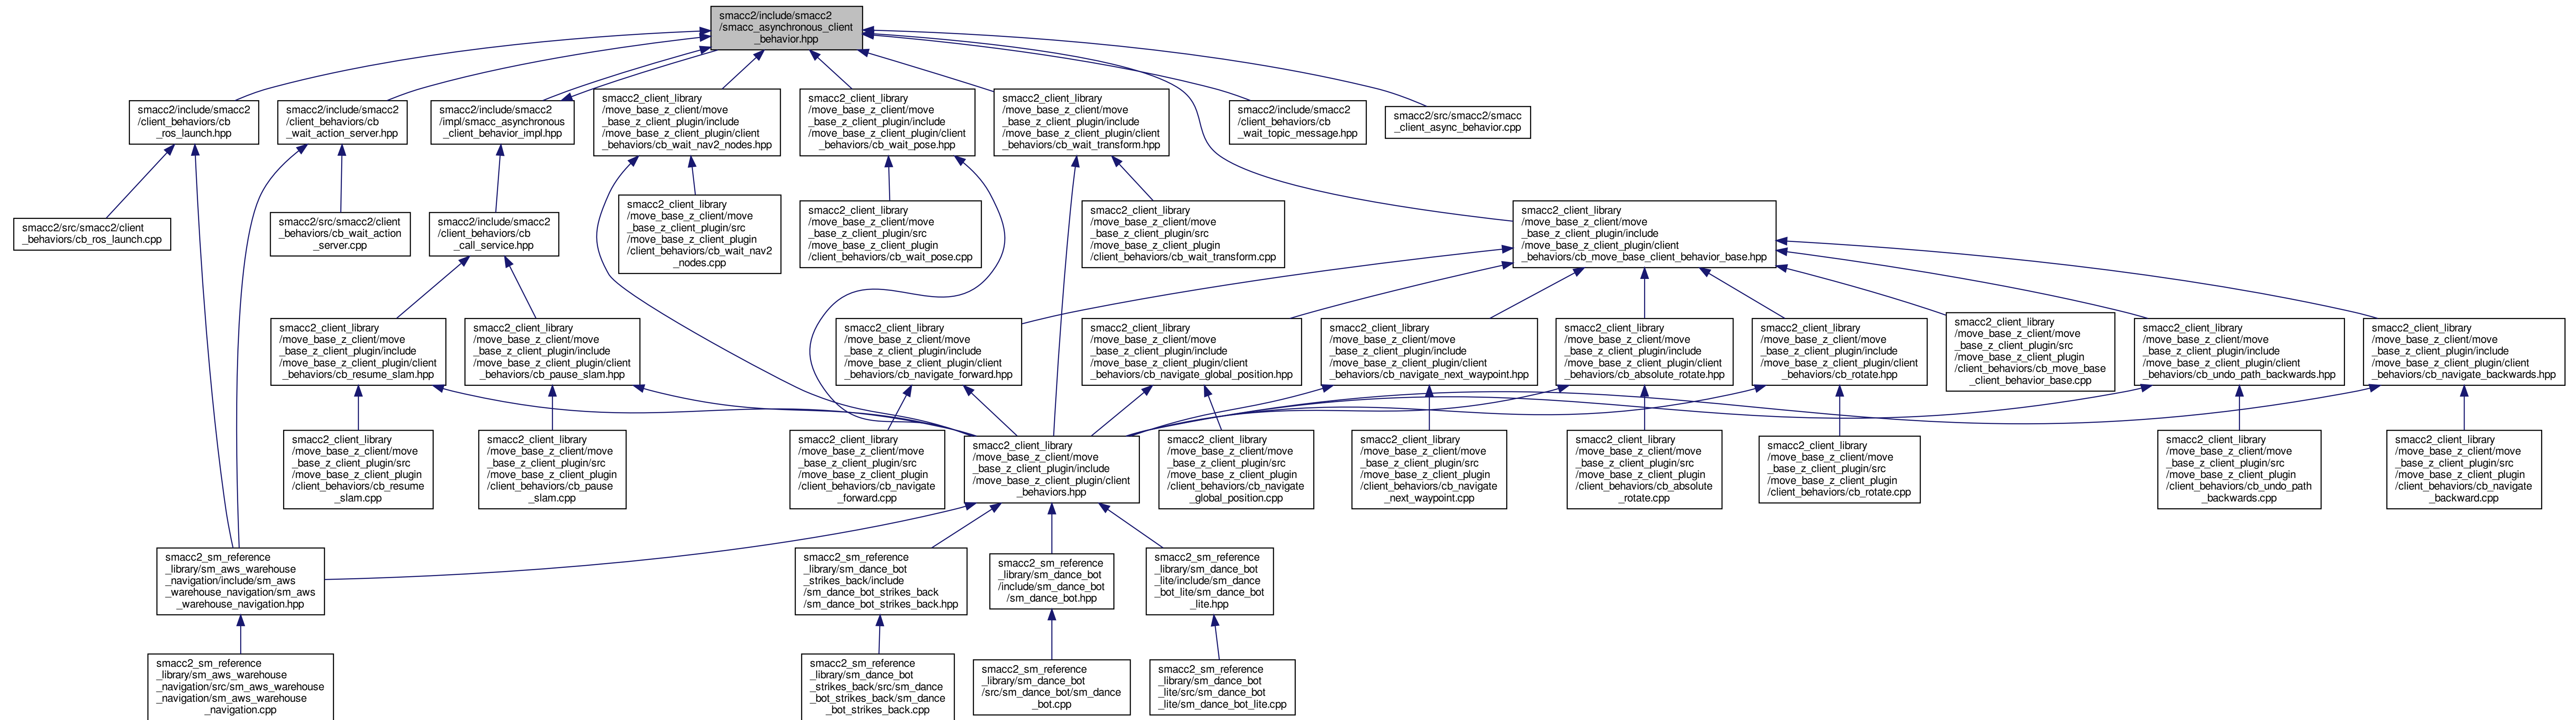 smacc2/include/smacc2
/smacc_asynchronous_client
_behavior.hpp
smacc2/include/smacc2
/client_behaviors/cb
_ros_launch.hpp
smacc2/include/smacc2
/client_behaviors/cb
_wait_action_server.hpp
smacc2/include/smacc2
/impl/smacc_asynchronous
_client_behavior_impl.hpp
smacc2_client_library
/move_base_z_client/move
_base_z_client_plugin/include
/move_base_z_client_plugin/client
_behaviors/cb_wait_nav2_nodes.hpp
smacc2_client_library
/move_base_z_client/move
_base_z_client_plugin/include
/move_base_z_client_plugin/client
_behaviors/cb_wait_pose.hpp
smacc2_client_library
/move_base_z_client/move
_base_z_client_plugin/include
/move_base_z_client_plugin/client
_behaviors/cb_wait_transform.hpp
smacc2/include/smacc2
/client_behaviors/cb
_wait_topic_message.hpp
smacc2/src/smacc2/smacc
_client_async_behavior.cpp
smacc2/src/smacc2/client
_behaviors/cb_ros_launch.cpp
smacc2/src/smacc2/client
_behaviors/cb_wait_action
_server.cpp
smacc2/include/smacc2
/client_behaviors/cb
_call_service.hpp
smacc2_client_library
/move_base_z_client/move
_base_z_client_plugin/src
/move_base_z_client_plugin
/client_behaviors/cb_wait_nav2
_nodes.cpp
smacc2_client_library
/move_base_z_client/move
_base_z_client_plugin/src
/move_base_z_client_plugin
/client_behaviors/cb_wait_pose.cpp
smacc2_client_library
/move_base_z_client/move
_base_z_client_plugin/src
/move_base_z_client_plugin
/client_behaviors/cb_wait_transform.cpp
smacc2_client_library
/move_base_z_client/move
_base_z_client_plugin/include
/move_base_z_client_plugin/client
_behaviors/cb_move_base_client_behavior_base.hpp
smacc2_client_library
/move_base_z_client/move
_base_z_client_plugin/include
/move_base_z_client_plugin/client
_behaviors/cb_resume_slam.hpp
smacc2_client_library
/move_base_z_client/move
_base_z_client_plugin/include
/move_base_z_client_plugin/client
_behaviors/cb_pause_slam.hpp
smacc2_client_library
/move_base_z_client/move
_base_z_client_plugin/include
/move_base_z_client_plugin/client
_behaviors/cb_navigate_forward.hpp
smacc2_client_library
/move_base_z_client/move
_base_z_client_plugin/include
/move_base_z_client_plugin/client
_behaviors/cb_navigate_global_position.hpp
smacc2_client_library
/move_base_z_client/move
_base_z_client_plugin/include
/move_base_z_client_plugin/client
_behaviors/cb_navigate_next_waypoint.hpp
smacc2_client_library
/move_base_z_client/move
_base_z_client_plugin/include
/move_base_z_client_plugin/client
_behaviors/cb_absolute_rotate.hpp
smacc2_client_library
/move_base_z_client/move
_base_z_client_plugin/include
/move_base_z_client_plugin/client
_behaviors/cb_rotate.hpp
smacc2_client_library
/move_base_z_client/move
_base_z_client_plugin/src
/move_base_z_client_plugin
/client_behaviors/cb_move_base
_client_behavior_base.cpp
smacc2_client_library
/move_base_z_client/move
_base_z_client_plugin/include
/move_base_z_client_plugin/client
_behaviors/cb_undo_path_backwards.hpp
smacc2_client_library
/move_base_z_client/move
_base_z_client_plugin/include
/move_base_z_client_plugin/client
_behaviors/cb_navigate_backwards.hpp
smacc2_client_library
/move_base_z_client/move
_base_z_client_plugin/src
/move_base_z_client_plugin
/client_behaviors/cb_resume
_slam.cpp
smacc2_client_library
/move_base_z_client/move
_base_z_client_plugin/src
/move_base_z_client_plugin
/client_behaviors/cb_pause
_slam.cpp
smacc2_client_library
/move_base_z_client/move
_base_z_client_plugin/src
/move_base_z_client_plugin
/client_behaviors/cb_navigate
_forward.cpp
smacc2_client_library
/move_base_z_client/move
_base_z_client_plugin/include
/move_base_z_client_plugin/client
_behaviors.hpp
smacc2_client_library
/move_base_z_client/move
_base_z_client_plugin/src
/move_base_z_client_plugin
/client_behaviors/cb_navigate
_global_position.cpp
smacc2_client_library
/move_base_z_client/move
_base_z_client_plugin/src
/move_base_z_client_plugin
/client_behaviors/cb_navigate
_next_waypoint.cpp
smacc2_client_library
/move_base_z_client/move
_base_z_client_plugin/src
/move_base_z_client_plugin
/client_behaviors/cb_absolute
_rotate.cpp
smacc2_client_library
/move_base_z_client/move
_base_z_client_plugin/src
/move_base_z_client_plugin
/client_behaviors/cb_rotate.cpp
smacc2_client_library
/move_base_z_client/move
_base_z_client_plugin/src
/move_base_z_client_plugin
/client_behaviors/cb_undo_path
_backwards.cpp
smacc2_client_library
/move_base_z_client/move
_base_z_client_plugin/src
/move_base_z_client_plugin
/client_behaviors/cb_navigate
_backward.cpp
smacc2_sm_reference
_library/sm_aws_warehouse
_navigation/include/sm_aws
_warehouse_navigation/sm_aws
_warehouse_navigation.hpp
smacc2_sm_reference
_library/sm_dance_bot
_strikes_back/include
/sm_dance_bot_strikes_back
/sm_dance_bot_strikes_back.hpp
smacc2_sm_reference
_library/sm_dance_bot
/include/sm_dance_bot
/sm_dance_bot.hpp
smacc2_sm_reference
_library/sm_dance_bot
_lite/include/sm_dance
_bot_lite/sm_dance_bot
_lite.hpp
smacc2_sm_reference
_library/sm_aws_warehouse
_navigation/src/sm_aws_warehouse
_navigation/sm_aws_warehouse
_navigation.cpp
smacc2_sm_reference
_library/sm_dance_bot
_strikes_back/src/sm_dance
_bot_strikes_back/sm_dance
_bot_strikes_back.cpp
smacc2_sm_reference
_library/sm_dance_bot
/src/sm_dance_bot/sm_dance
_bot.cpp
smacc2_sm_reference
_library/sm_dance_bot
_lite/src/sm_dance_bot
_lite/sm_dance_bot_lite.cpp